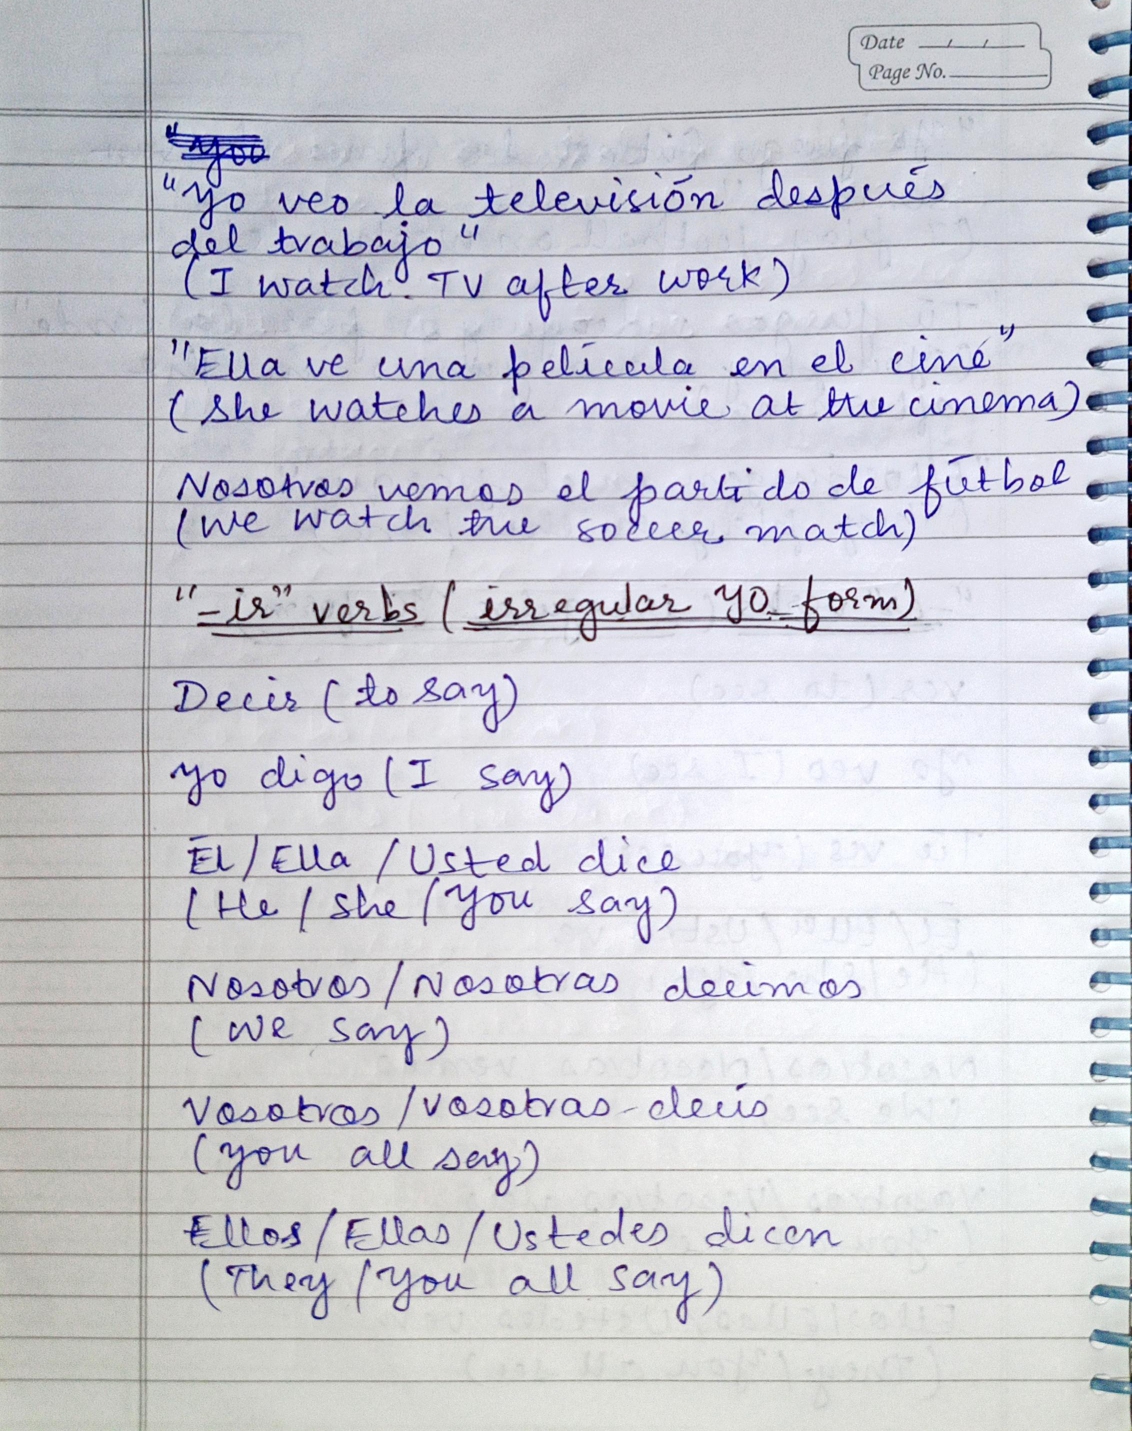 Date / /
Page No.
"Yoo
"Yo veo la televisión después
del trabajo"
(I watch TV after work)
"Ella ve una película en el cine"
(She watches a movie at the cinema)
Nosotros vemos el partido de fútbol
(We watch the soccer match)
"-ir" verbs (irregular yo form)
Decir (to say)
Yo digo (I say)
Él/Ella/Usted dice
(He/She/You say)
Nosotros/Nosotras decimos
(We say)
Vosotros/vosotras-decís
(you all say)
Ellos/Ellas/Ustedes dicen
(They/You all say)